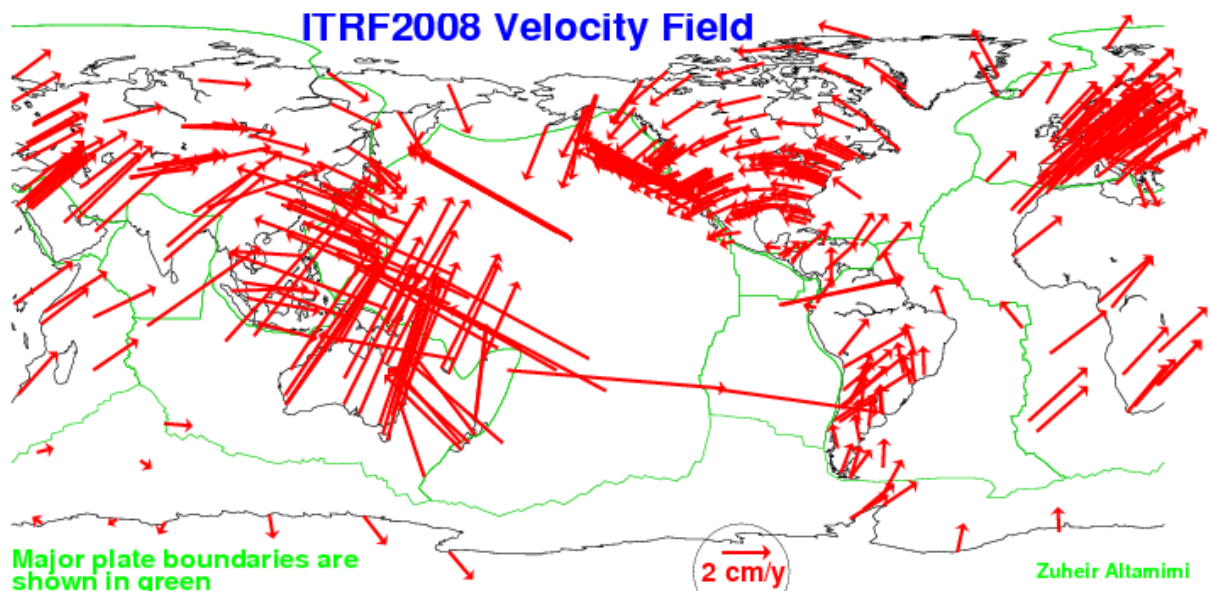 ITRF2008 Velocity Field
Major plate boundaries are
shown in green
2 cm/y
Zuheir Altamimi